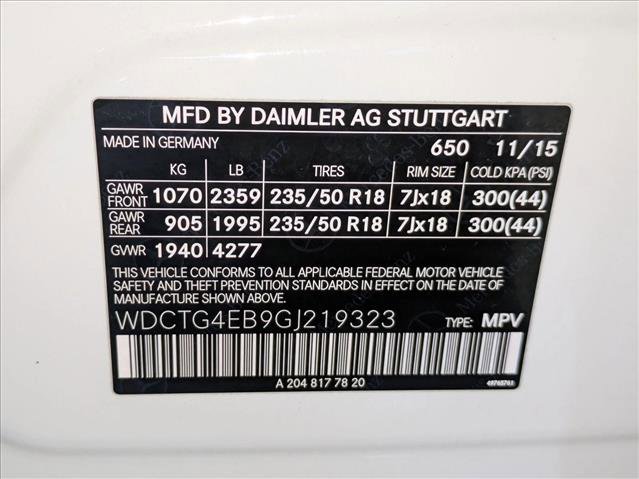 MFD BY DAIMLER AG STUTTGART
MADE IN GERMANY 650 11/15
KG LB TIRES RIM SIZE COLD KPA (PSI)
GAWR FRONT 1070 2359 235/50 R18 7Jx18 300(44)
GAWR REAR 905 1995 235/50 R18 7Jx18 300(44)
GVWR 1940 4277
THIS VEHICLE CONFORMS TO ALL APPLICABLE FEDERAL MOTOR VEHICLE
SAFETY AND THEFT PREVENTION STANDARDS IN EFFECT ON THE DATE OF
MANUFACTURE SHOWN ABOVE.
WDCTG4EB9GJ219323 TYPE: MPV
A 204 817 78 20